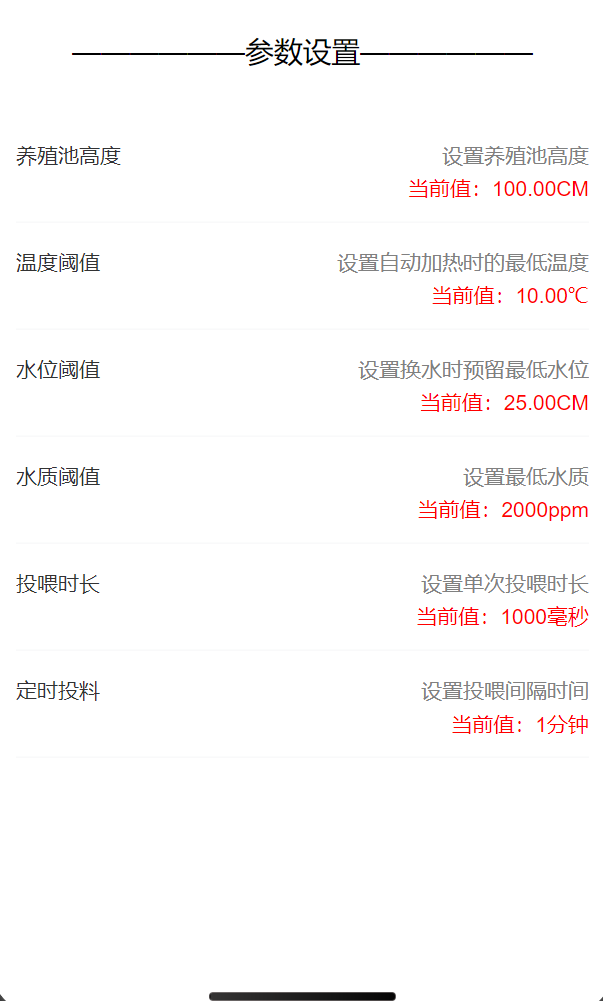 ——————参数设置——————
养殖池高度 设置养殖池高度
当前值：100.00CM
温度阈值 设置自动加热时的最低温度
当前值：10.00℃
水位阈值 设置换水时预留最低水位
当前值：25.00CM
水质阈值 设置最低水质
当前值：2000ppm
投喂时长 设置单次投喂时长
当前值：1000毫秒
定时投料 设置投喂间隔时间
当前值：1分钟